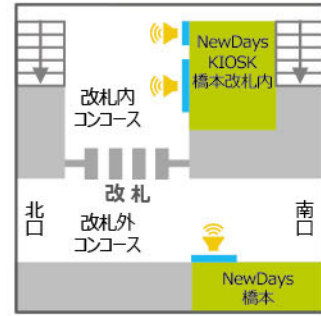 NewDays
KIOSK
橋本改札内
改札内
コンコース
改札
北口
改札外
コンコース
南口
NewDays
橋本